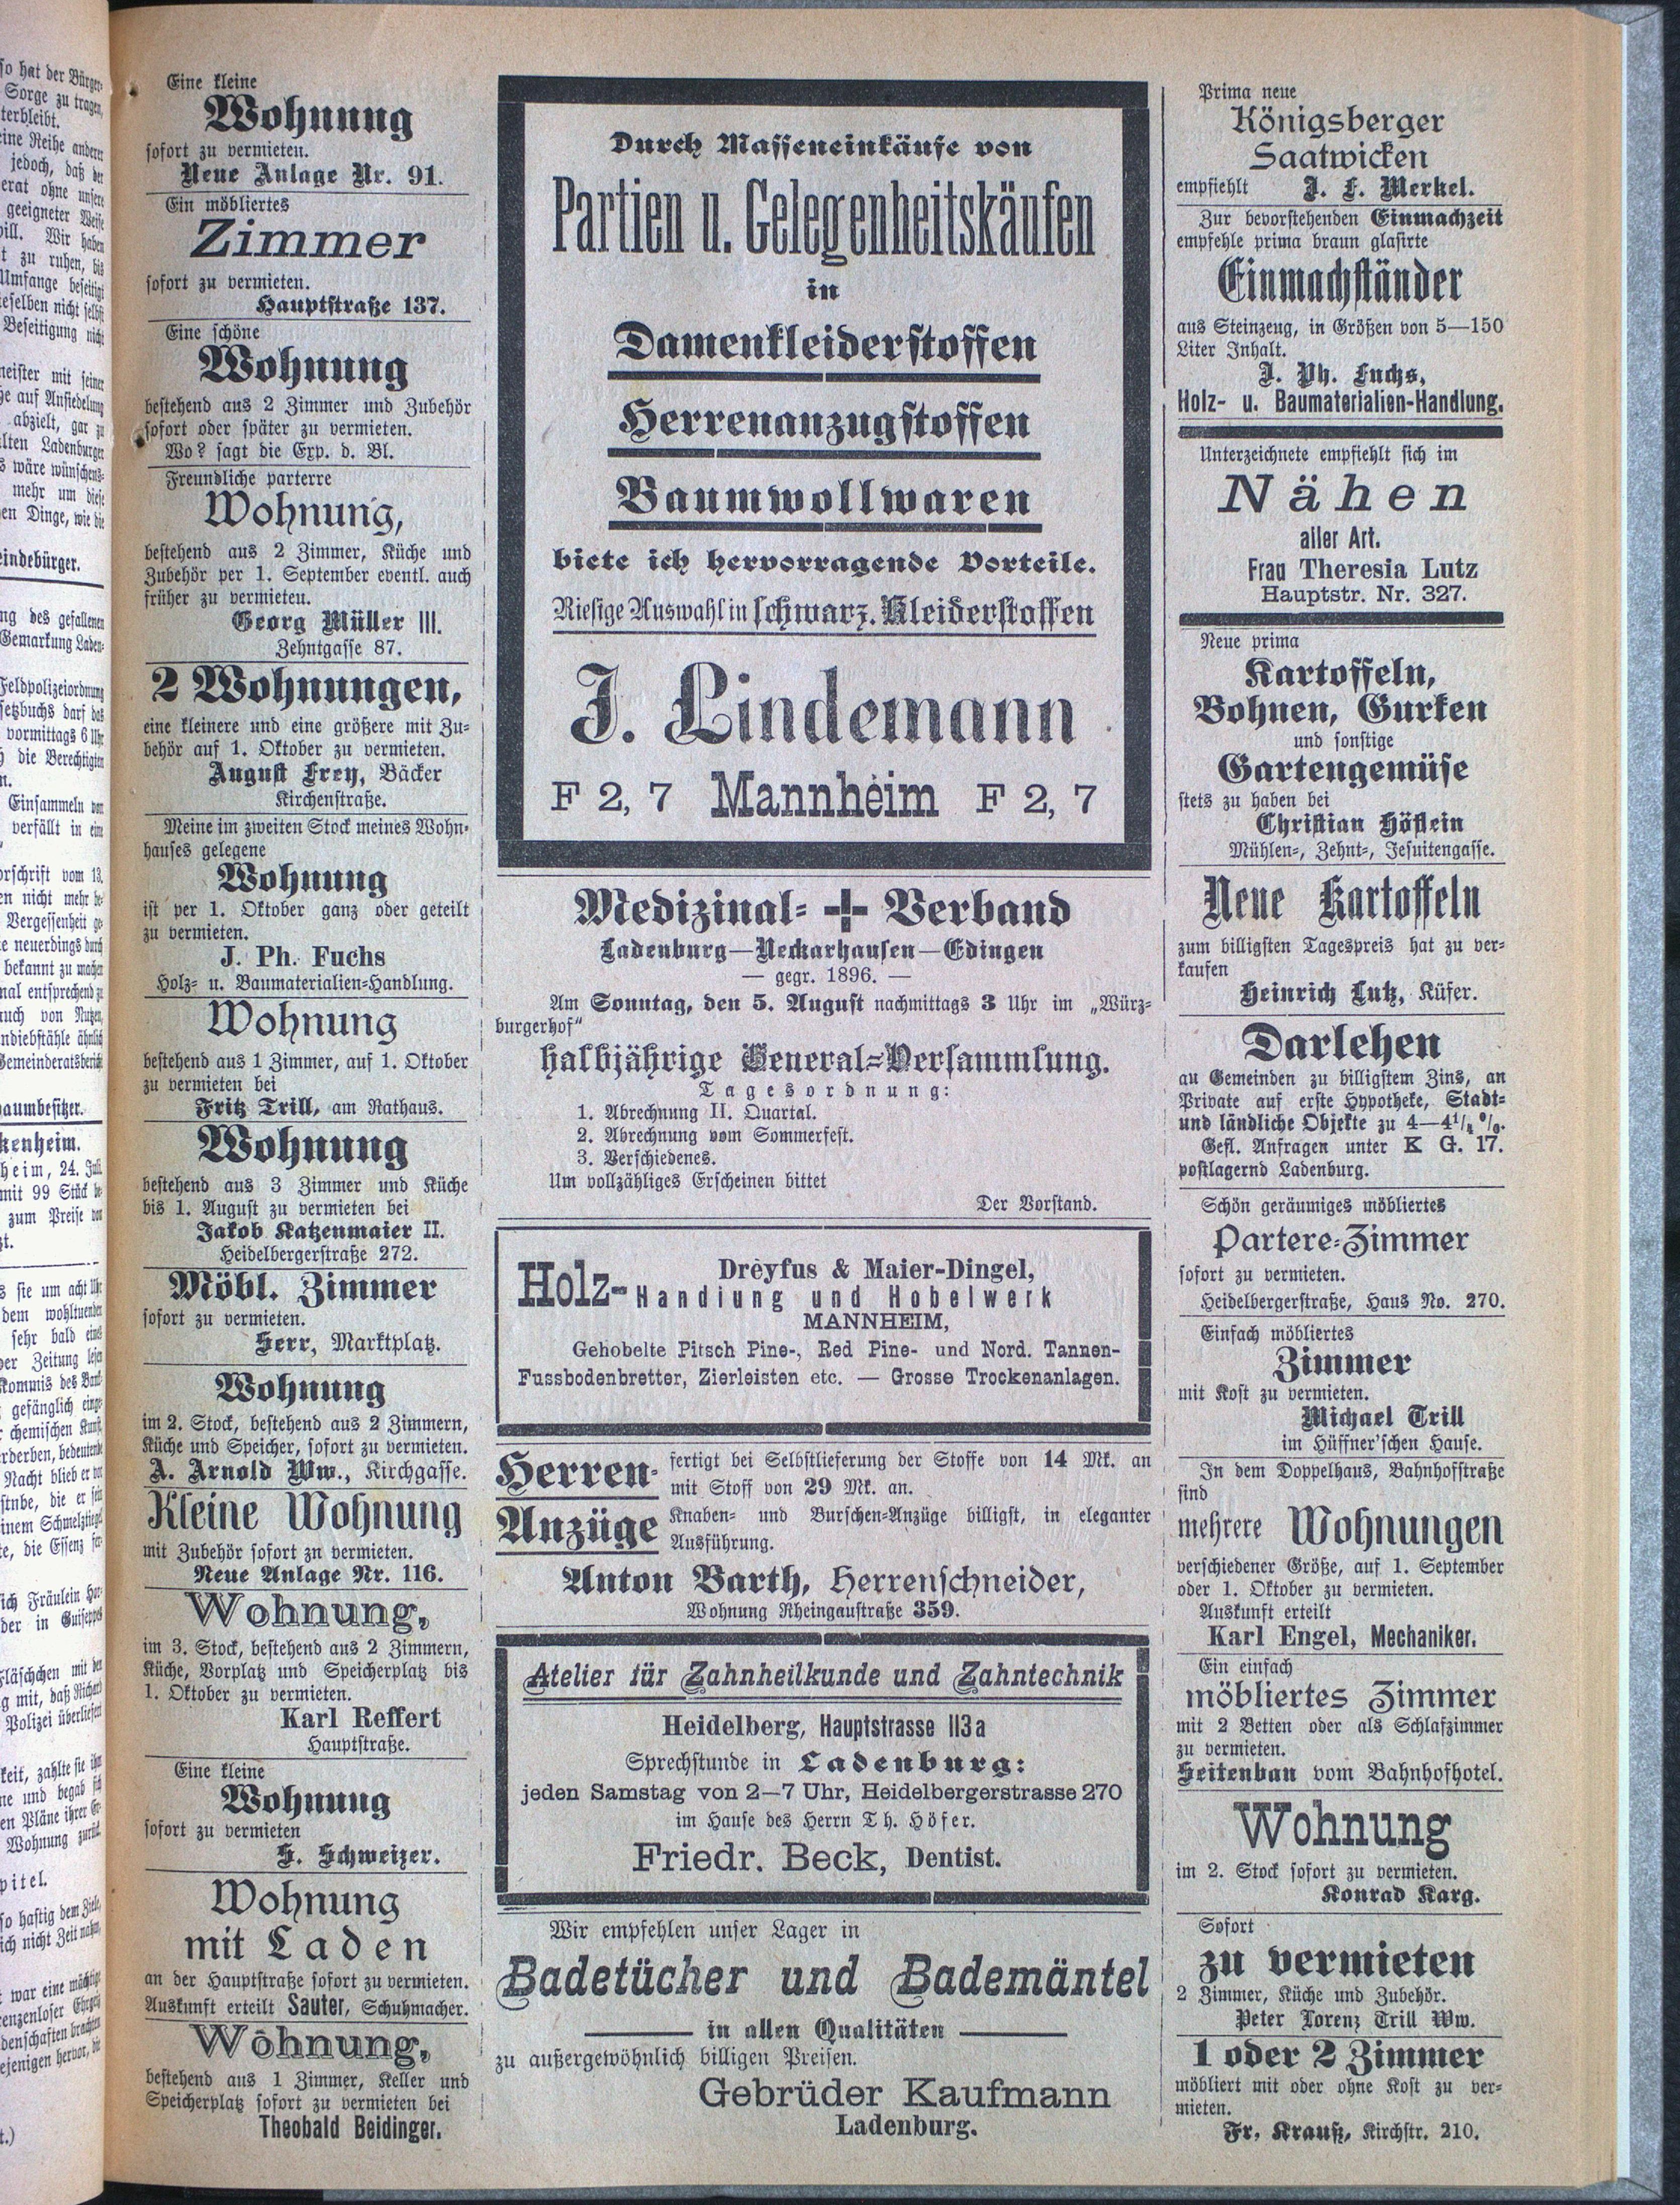 Eine kleine
Wohnung
sofort zu vermieten.
Neue Anlage Nr. 91.
Ein möbliertes
Zimmer
sofort zu vermieten.
Hauptstraße 137.
Eine schöne
Wohnung
bestehend aus 2 Zimmer und Zubehör
sofort oder später zu vermieten.
Wo? sagt die Exp. d. Bl.
Freundliche parterre
Wohnung,
bestehend aus 2 Zimmer, Küche und
Zubehör per 1. September eventl. auch
früher zu vermieten.
Georg Müller III.
Zehntgasse 87.
2 Wohnungen,
eine kleinere und eine größere mit Zu-
behör auf 1. Oktober zu vermieten.
August Frey, Bäcker
Kirchenstraße.
Meine im zweiten Stock meines Wohn-
hauses gelegene
Wohnung
ist per 1. Oktober ganz oder geteilt
zu vermieten.
J. Ph. Fuchs
Holz- u. Baumaterialien-Handlung.
Wohnung
bestehend aus 1 Zimmer, auf 1. Oktober
zu vermieten bei
Fritz Trill, am Rathaus.
Wohnung
bestehend aus 3 Zimmer und Küche
bis 1. August zu vermieten bei
Jakob Katzenmaier II.
Heidelbergerstraße 272.
Möbl. Zimmer
sofort zu vermieten.
Herr, Marktplatz.
Wohnung
im 2. Stock, bestehend aus 2 Zimmern,
Küche und Speicher, sofort zu vermieten.
A. Arnold Ww., Kirchgasse.
Kleine Wohnung
mit Zubehör sofort zn vermieten.
Neue Anlage Nr. 116.
Wohnung,
im 3. Stock, bestehend aus 2 Zimmern,
Küche, Vorplatz und Speicherplatz bis
1. Oktober zu vermieten.
Karl Reffert
Hauptstraße.
Eine kleine
Wohnung
sofort zu vermieten
H. Schweizer.
Wohnung
mit Laden
an der Hauptstraße sofort zu vermieten.
Auskunft erteilt Sauter, Schuhmacher.
Wohnung,
bestehend aus 1 Zimmer, Keller und
Speicherplatz sofort zu vermieten bei
Theobald Beidinger.
Durch Masseneinkäufe von
Partien u. Gelegenheitskäufen
in
Damenkleiderstoffen
Herrenanzugstoffen
Baumwollwaren
biete ich hervorragende Vorteile.
Riesige Auswahl in schwarz. Kleiderstoffen
J. Lindemann
F 2, 7 Mannheim F 2, 7
Medizinal- + Verband
Ladenburg—Neckarhausen—Edingen
— gegr. 1896. —
Am Sonntag, den 5. August nachmittags 3 Uhr im „Würz-
burgerhof"
halbjährige General-Versammlung.
Tagesordnung:
1. Abrechnung II. Quartal.
2. Abrechnung vom Sommerfest.
3. Verschiedenes.
Um vollzähliges Erscheinen bittet
Der Vorstand.
Dreyfus & Maier-Dingel,
Holz-Handlung und Hobelwerk
MANNHEIM,
Gehobelte Pitsch Pine-, Red Pine- und Nord. Tannen-
Fussbodenbretter, Zierleisten etc. — Grosse Trockenanlagen.
Herren-
Anzüge
fertigt bei Selbstlieferung der Stoffe von 14 Mk. an
mit Stoff von 29 Mk. an.
Knaben- und Burschen-Anzüge billigst, in eleganter
Ausführung.
Anton Barth, Herrenschneider,
Wohnung Rheingaustraße 359.
Atelier für Zahnheilkunde und Zahntechnik
Heidelberg, Hauptstrasse 113a
Sprechstunde in Ladenburg:
jeden Samstag von 2—7 Uhr, Heidelbergerstrasse 270
im Hause des Herrn Th. Höfer.
Friedr. Beck, Dentist.
Wir empfehlen unser Lager in
Badetücher und Bademäntel
in allen Qualitäten
zu außergewöhnlich billigen Preisen.
Gebrüder Kaufmann
Ladenburg.
Prima neue
Königsberger
Saatwicken
empfiehlt J. F. Merkel.
Zur bevorstehenden Einmachzeit
empfehle prima braun glasirte
Einmachständer
aus Steinzeug, in Größen von 5—150
Liter Inhalt.
J. Ph. Fuchs,
Holz- u. Baumaterialien-Handlung.
Unterzeichnete empfiehlt sich im
Nähen
aller Art.
Frau Theresia Lutz
Hauptstr. Nr. 327.
Neue prima
Kartoffeln,
Bohnen, Gurken
und sonstige
Gartengemüse
stets zu haben bei
Christian Höflein
Mühlen-, Zehnt-, Jesuitengasse.
Neue Kartoffeln
zum billigsten Tagespreis hat zu ver-
kaufen
Heinrich Lutz, Küfer.
Darlehen
an Gemeinden zu billigstem Zins, an
Private auf erste Hypotheke, Stadt-
und ländliche Objekte zu 4—4¼ %.
Gefl. Anfragen unter K G. 17.
postlagernd Ladenburg.
Schön geräumiges möbliertes
Partere-Zimmer
sofort zu vermieten.
Heidelbergerstraße, Haus No. 270.
Einfach möbliertes
Zimmer
mit Kost zu vermieten.
Michael Trill
im Hüffner'schen Hause.
In dem Doppelhaus, Bahnhofstraße
sind
mehrere Wohnungen
verschiedener Größe, auf 1. September
oder 1. Oktober zu vermieten.
Auskunft erteilt
Karl Engel, Mechaniker.
Ein einfach
möbliertes Zimmer
mit 2 Betten oder als Schlafzimmer
zu vermieten.
Seitenbau vom Bahnhofhotel.
Wohnung
im 2. Stock sofort zu vermieten.
Konrad Karg.
Sofort
zu vermieten
2 Zimmer, Küche und Zubehör.
Peter Lorenz Trill Ww.
1 oder 2 Zimmer
möbliert mit oder ohne Kost zu ver-
mieten.
Fr. Krauß, Kirchstr. 210.